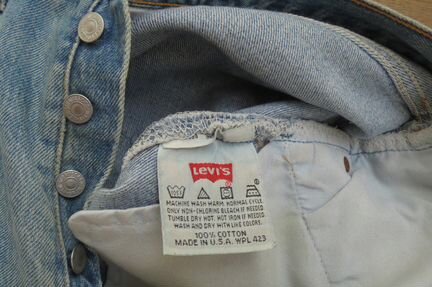 LEVI'S
MACHINE WASH WARM. NORMAL CYCLE.
ONLY NON-CHLORINE BLEACH IF NEEDED.
TUMBLE DRY HOT. HOT IRON IF NEEDED.
WASH AND DRY WITH LIKE COLORS.
100% COTTON
MADE IN U.S.A. WPL 423